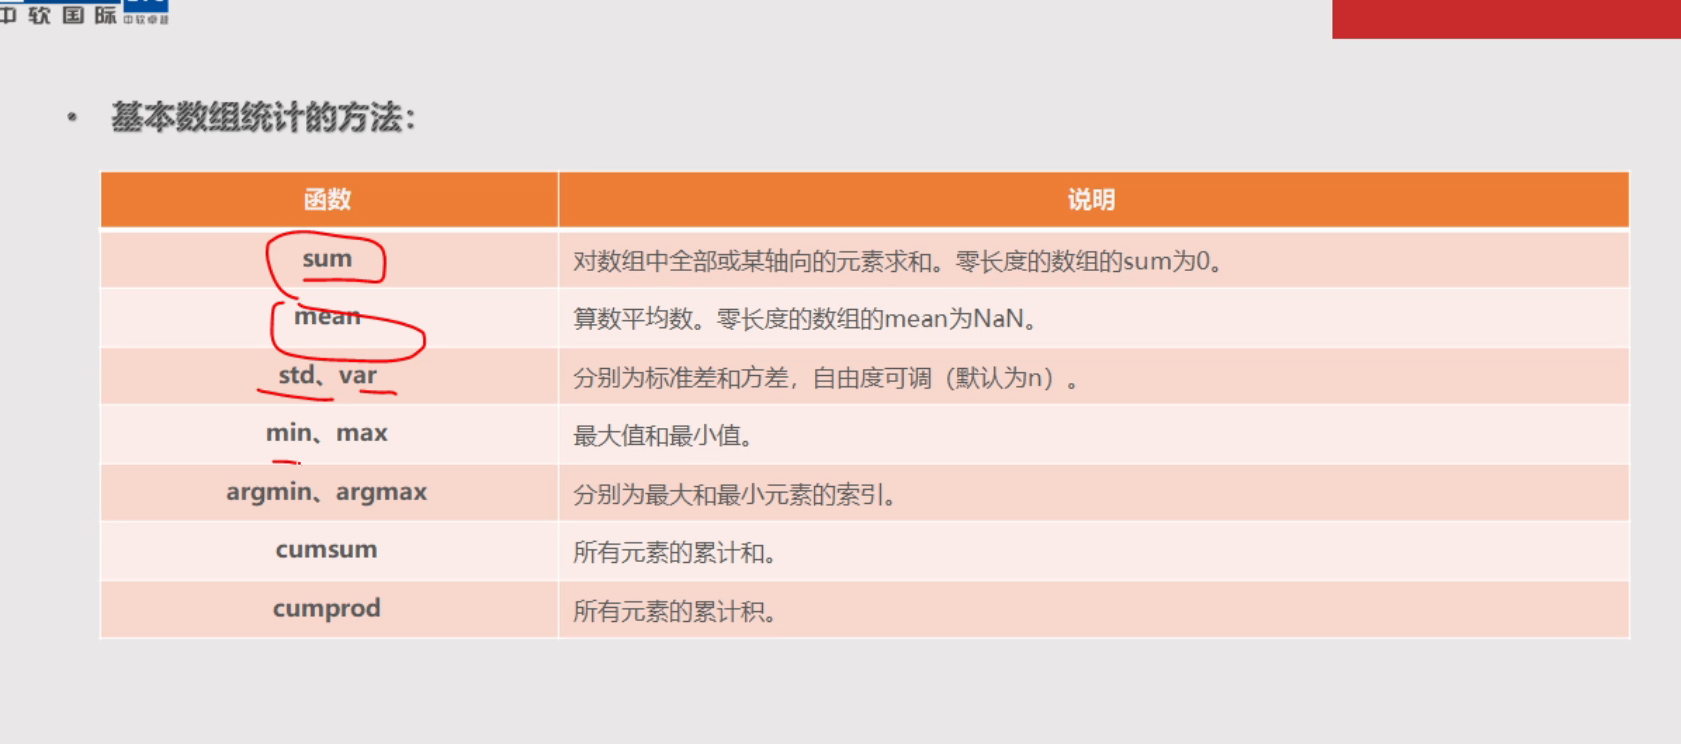 中软国际
中软卓越
• 基本数组统计的方法：
函数 说明
sum 对数组中全部或某轴向的元素求和。零长度的数组的sum为0。
mean 算数平均数。零长度的数组的mean为NaN。
std、var 分别为标准差和方差，自由度可调（默认为n）。
min、max 最大值和最小值。
argmin、argmax 分别为最大和最小元素的索引。
cumsum 所有元素的累计和。
cumprod 所有元素的累计积。